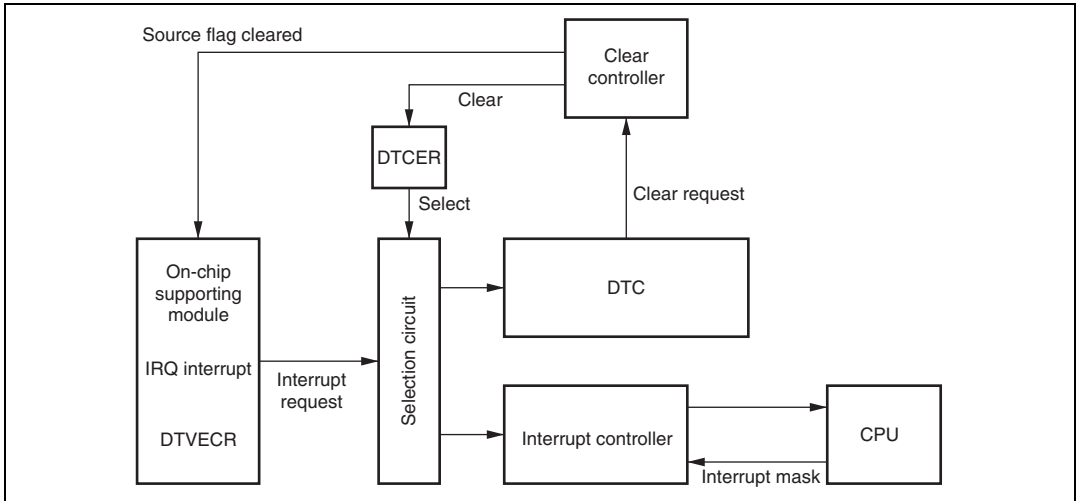 Source flag cleared
Clear
controller
Clear
DTCER
Select
Clear request
On-chip
supporting
module
IRQ interrupt
DTVECR
Interrupt
request
Selection circuit
DTC
Interrupt controller
CPU
Interrupt mask